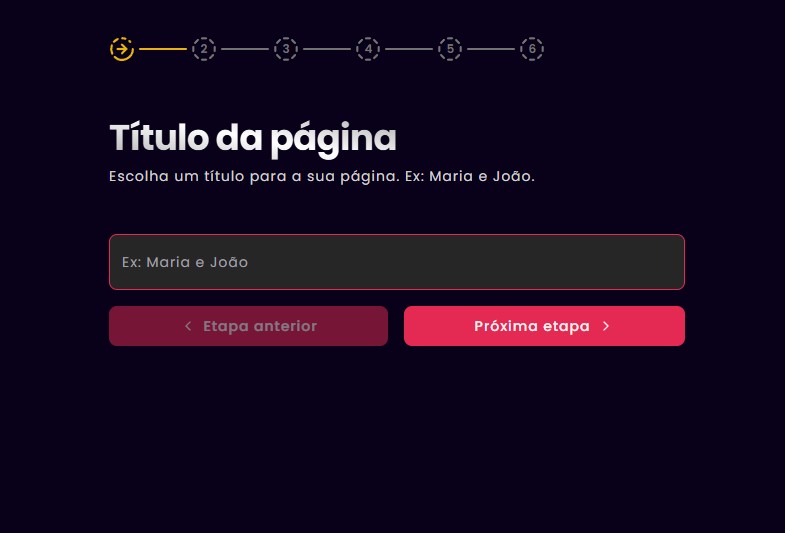 2 3 4 5 6
Título da página
Escolha um título para a sua página. Ex: Maria e João.
Ex: Maria e João
Etapa anterior Próxima etapa